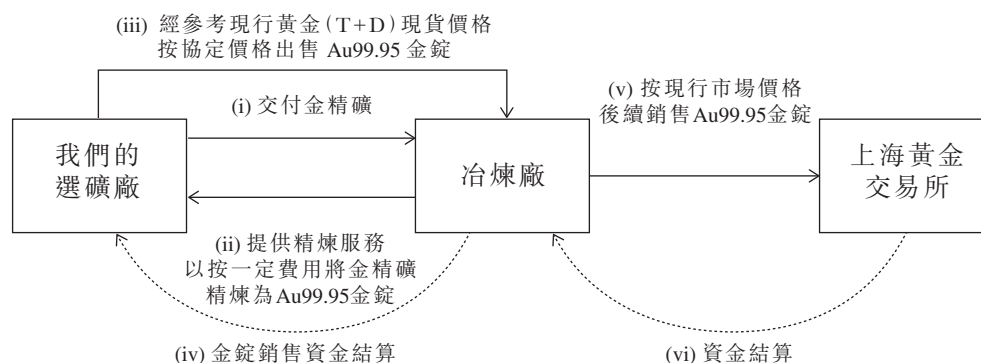 (iii) 經參考現行黃金(T+D)現貨價格
按協定價格出售 Au99.95 金錠
(i) 交付金精礦
(v) 按現行市場價格
後續銷售Au99.95金錠
我們的
選礦廠
冶煉廠
上海黃金
交易所
(ii) 提供精煉服務
以按一定費用將金精礦
精煉為Au99.95金錠
(iv) 金錠銷售資金結算
(vi) 資金結算